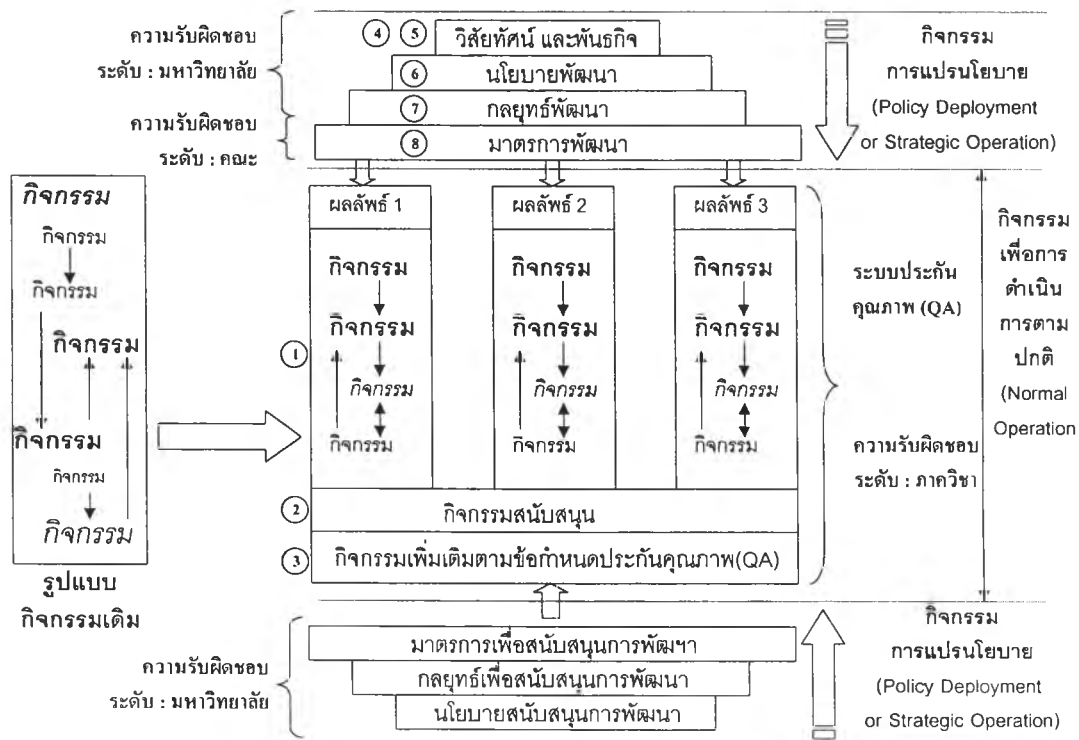 ความรับผิดชอบ
ระดับ : มหาวิทยาลัย
4 5 วิสัยทัศน์ และพันธกิจ
6 นโยบายพัฒนา
7 กลยุทธ์พัฒนา
ความรับผิดชอบ
ระดับ : คณะ
8 มาตรการพัฒนา
กิจกรรม
การแปรนโยบาย
(Policy Deployment
or Strategic Operation)
กิจกรรม
กิจกรรม
กิจกรรม
กิจกรรม
กิจกรรม
กิจกรรม
กิจกรรม
รูปแบบ
กิจกรรมเดิม
1
ผลลัพธ์ 1
กิจกรรม
กิจกรรม
กิจกรรม
กิจกรรม
ผลลัพธ์ 2
กิจกรรม
กิจกรรม
กิจกรรม
กิจกรรม
ผลลัพธ์ 3
กิจกรรม
กิจกรรม
กิจกรรม
กิจกรรม
2 กิจกรรมสนับสนุน
3 กิจกรรมเพิ่มเติมตามข้อกำหนดประกันคุณภาพ(QA)
ระบบประกัน
คุณภาพ (QA)
ความรับผิดชอบ
ระดับ : ภาควิชา
กิจกรรม
เพื่อการ
ดำเนิน
การตาม
ปกติ
(Normal
Operation
ความรับผิดชอบ
ระดับ : มหาวิทยาลัย
มาตรการเพื่อสนับสนุนการพัฒฯา
กลยุทธ์เพื่อสนับสนุนการพัฒนา
นโยบายสนับสนุนการพัฒนา
กิจกรรม
การแปรนโยบาย
(Policy Deployment
or Strategic Operation)